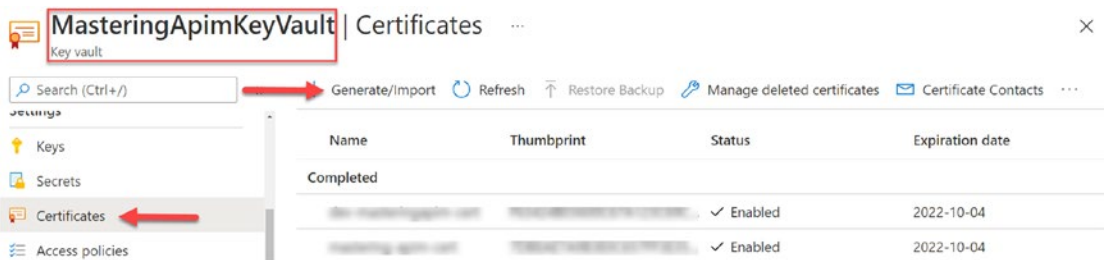 MasteringApimKeyVault | Certificates ...
Key vault
Search (Ctrl+/)
Generate/Import Refresh Restore Backup Manage deleted certificates Certificate Contacts ...
Settings
Keys
Secrets
Certificates
Access policies
Name Thumbprint Status Expiration date
Completed
Enabled 2022-10-04
Enabled 2022-10-04